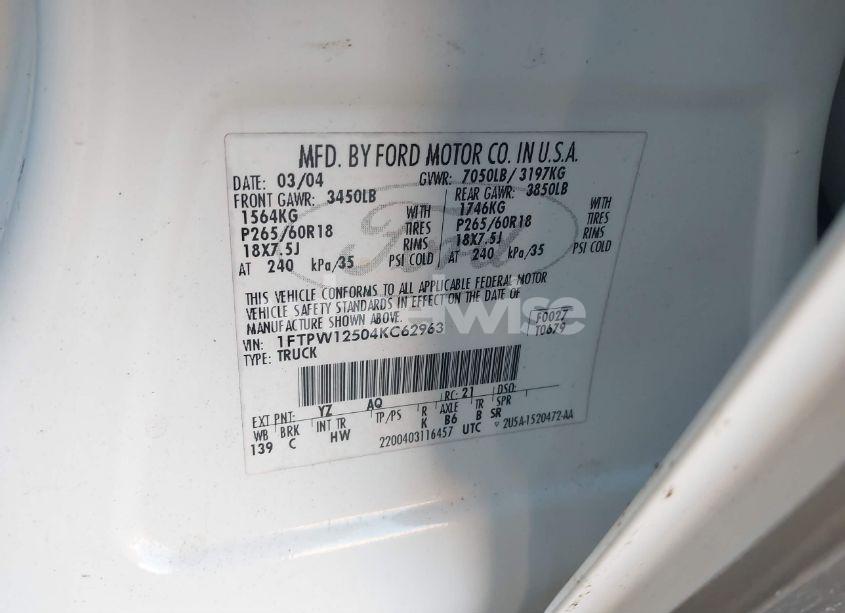 MFD. BY FORD MOTOR CO. IN U.S.A.
DATE: 03/04 GVWR: 7050LB/ 3197KG
FRONT GAWR: 3450LB REAR GAWR: 3850LB
1564KG WITH 1746KG WITH
P265/60R18 TIRES P265/60R18 TIRES
18X7.5J RIMS 18X7.5J RIMS
AT 240 kPa/35 PSI COLD AT 240 kPa/35 PSI COLD
Ford
THIS VEHICLE CONFORMS TO ALL APPLICABLE FEDERAL MOTOR
VEHICLE SAFETY STANDARDS IN EFFECT ON THE DATE OF
MANUFACTURE SHOWN ABOVE.
VIN: 1FTPW12504KC62963 F0027
TYPE: TRUCK T0679
EXT PNT: YZ AQ RC: 21 DSO:
WB BRK INT TR TP/PS R AXLE TR SPR
139 C HW K B6 B SR
2200403116457 UTC 2U5A-1520472-AA